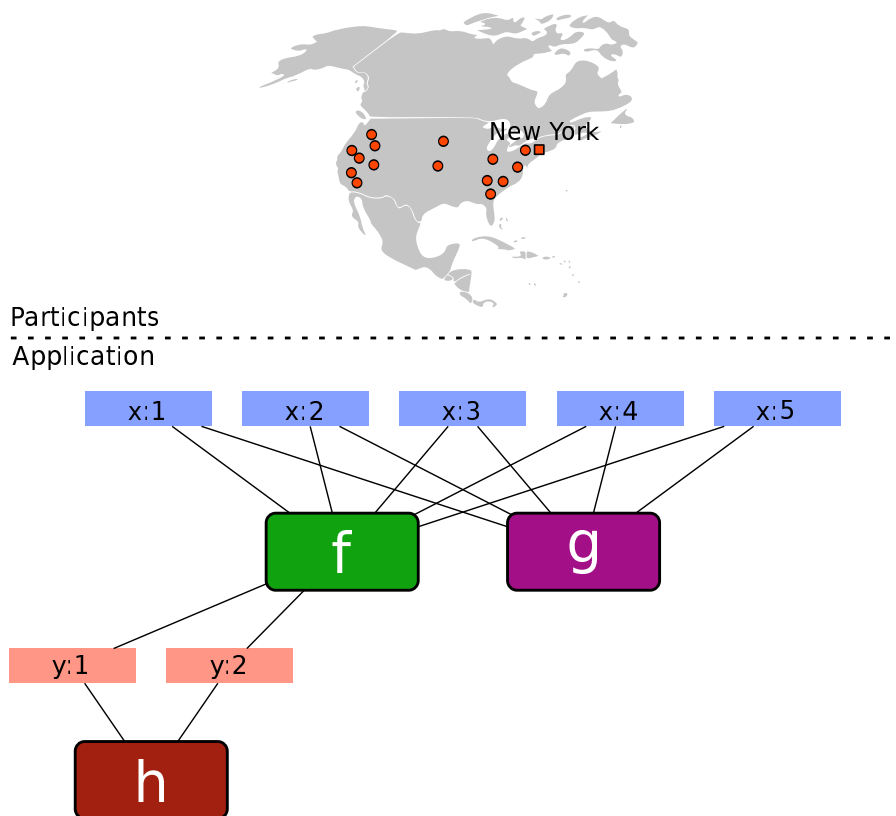 New York
Participants
Application
x:1 x:2 x:3 x:4 x:5
f g
y:1 y:2
h